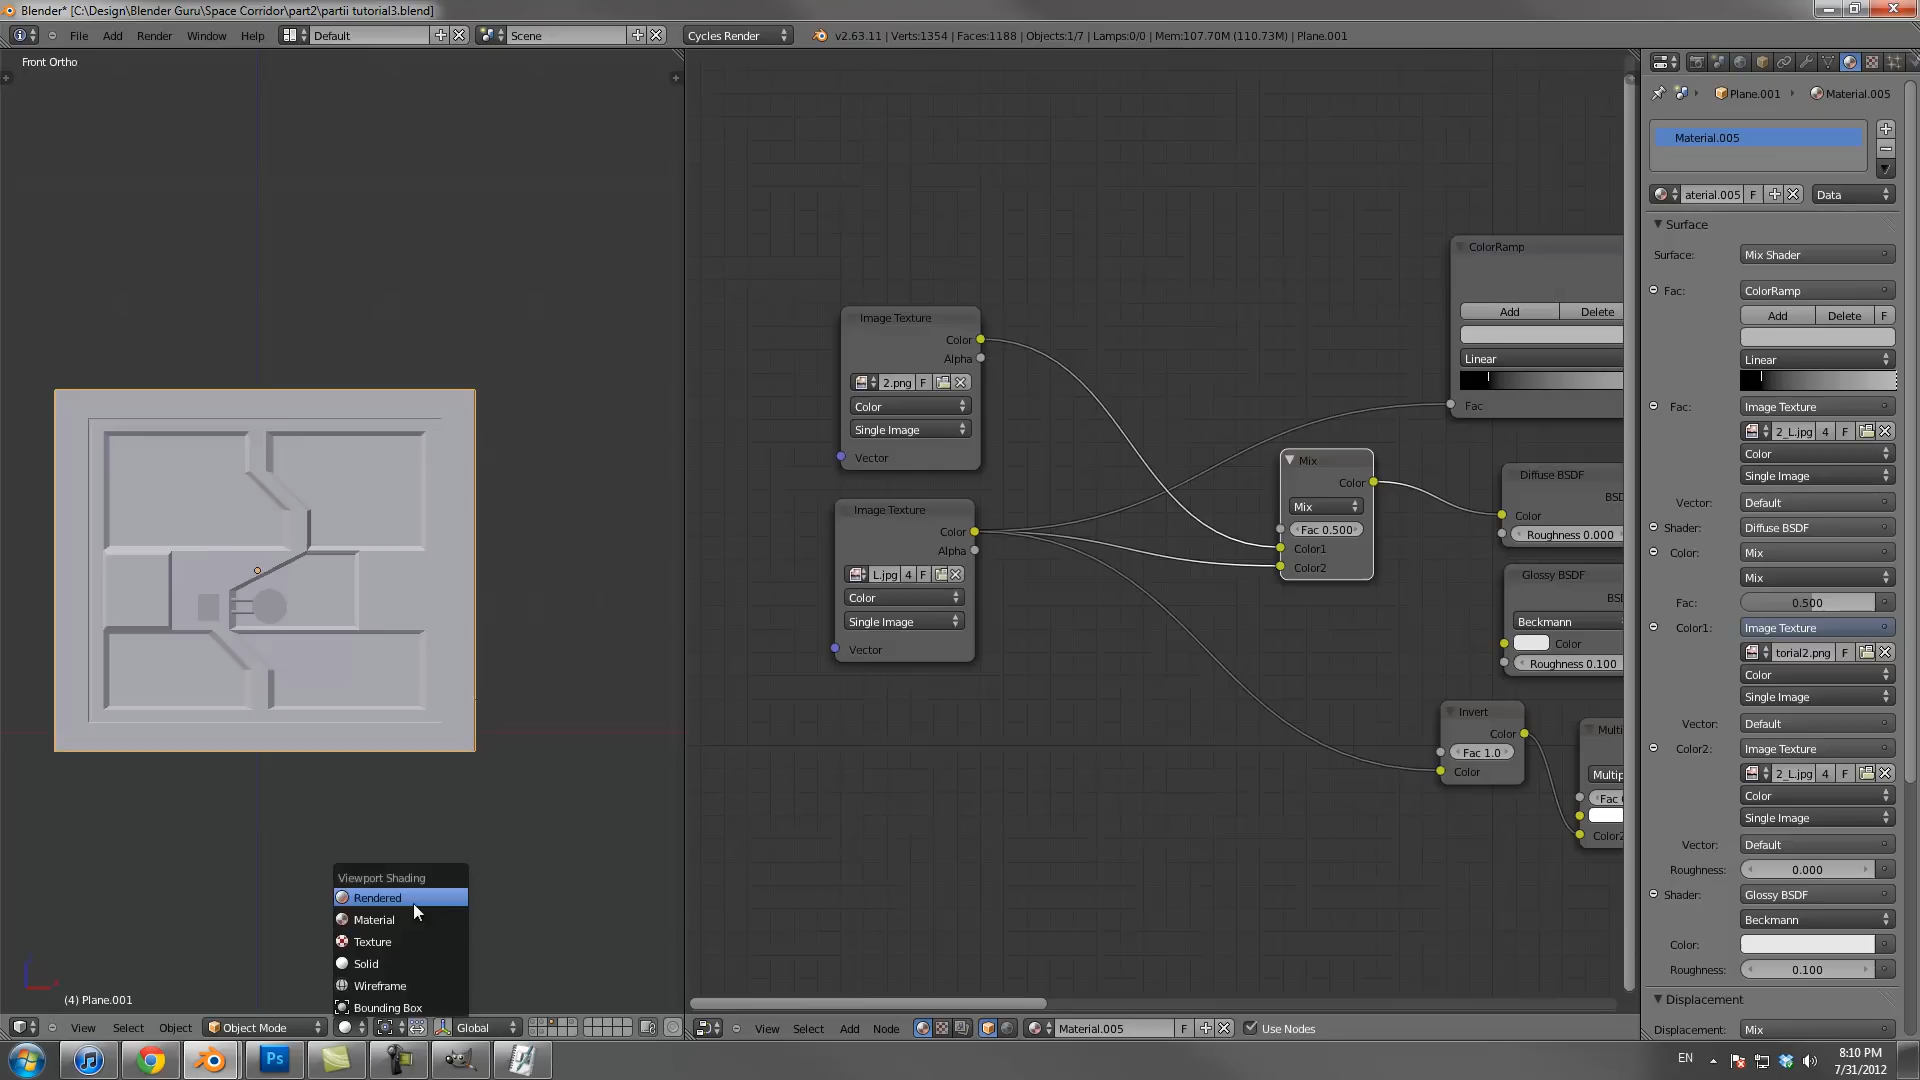 Blender* [C:\Design\Blender Guru\Space Corridor\part2\partii tutorial3.blend]
File Add Render Window Help Default Scene Cycles Render v2.63.11 | Verts:1354 | Faces:1188 | Objects:1/7 | Lamps:0/0 | Mem:107.70M (110.73M) | Plane.001
Front Ortho
(4) Plane.001
Viewport Shading
Rendered
Material
Texture
Solid
Wireframe
Bounding Box
View Select Object Object Mode Global
Image Texture
Color
Alpha
2.png F
Color
Single Image
Vector
Image Texture
Color
Alpha
L.jpg 4 F
Color
Single Image
Vector
Mix
Color
Mix
Fac 0.500
Color1
Color2
ColorRamp
Add Delete
Linear
Fac
Diffuse BSDF
BSD
Color
Roughness 0.000
Glossy BSDF
BSD
Beckmann
Color
Roughness 0.100
Invert
Color
Fac 1.0
Color
Multi
Multip
Fac
Color2
View Select Add Node Material.005 F Use Nodes
Plane.001 Material.005
Material.005
aterial.005 F Data
Surface
Surface: Mix Shader
Fac: ColorRamp
Add Delete F
Linear
Fac: Image Texture
2_L.jpg 4 F
Color
Single Image
Vector: Default
Shader: Diffuse BSDF
Color: Mix
Mix
Fac: 0.500
Color1: Image Texture
torial2.png F
Color
Single Image
Vector: Default
Color2: Image Texture
2_L.jpg 4 F
Color
Single Image
Vector: Default
Roughness: 0.000
Shader: Glossy BSDF
Beckmann
Color:
Roughness: 0.100
Displacement
Displacement: Mix
Ps
EN
8:10 PM
7/31/2012